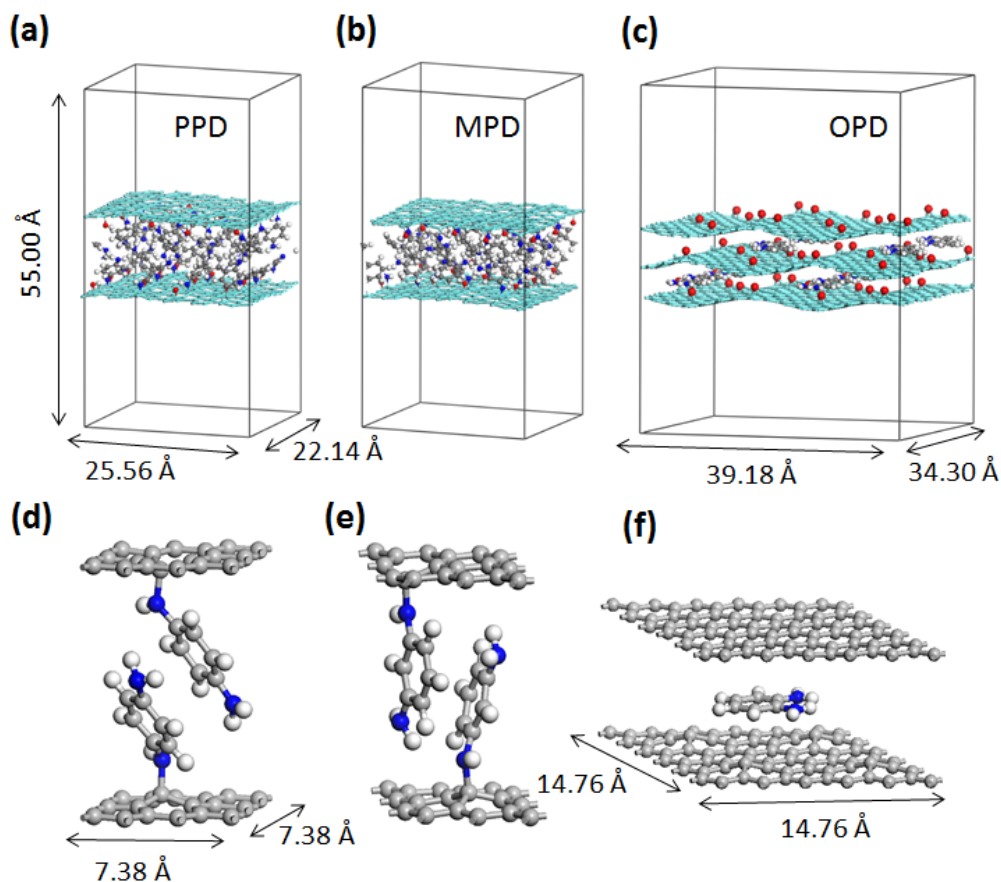 (a)
(b)
(c)
PPD
MPD
OPD
55.00 Å
25.56 Å
22.14 Å
39.18 Å
34.30 Å
(d)
(e)
(f)
7.38 Å
7.38 Å
14.76 Å
14.76 Å